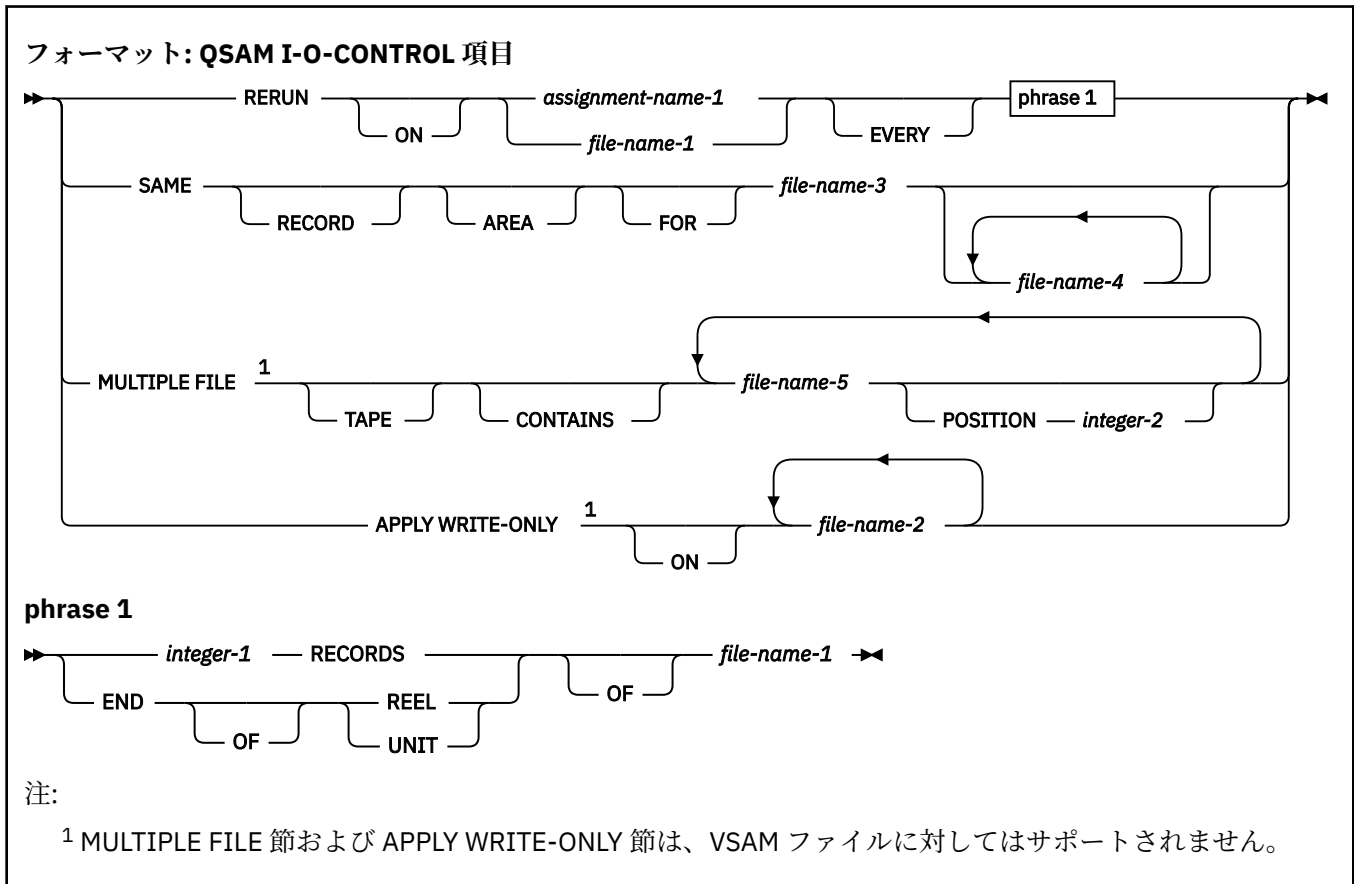 フォーマット: QSAM I-O-CONTROL 項目
RERUN ON assignment-name-1 file-name-1 EVERY phrase 1
SAME RECORD AREA FOR file-name-3 file-name-4
MULTIPLE FILE 1 TAPE CONTAINS file-name-5 POSITION integer-2
APPLY WRITE-ONLY 1 ON file-name-2
phrase 1
integer-1 RECORDS OF file-name-1
END OF REEL
UNIT
注:
1 MULTIPLE FILE 節および APPLY WRITE-ONLY 節は、VSAM ファイルに対してはサポートされません。